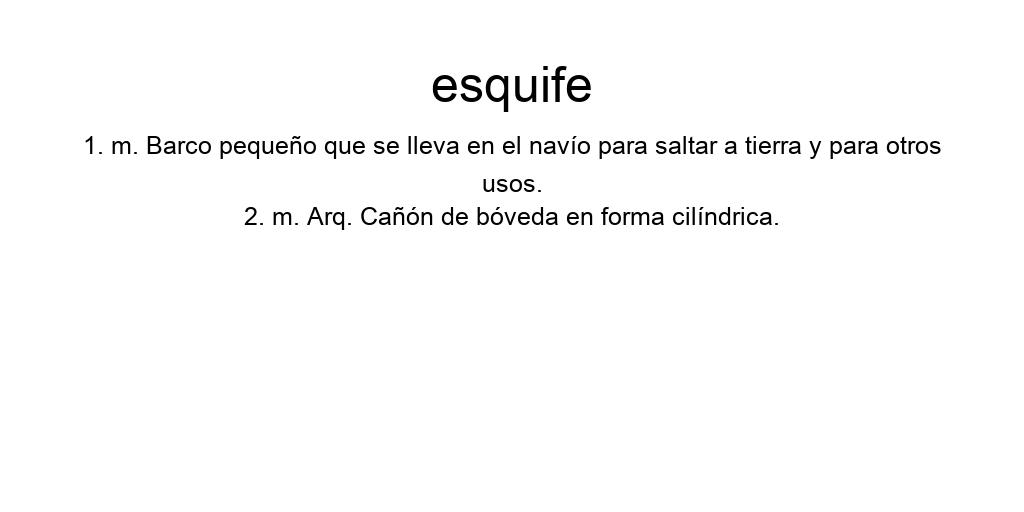 esquife
1. m. Barco pequeño que se lleva en el navío para saltar a tierra y para otros
usos.
2. m. Arq. Cañón de bóveda en forma cilíndrica.